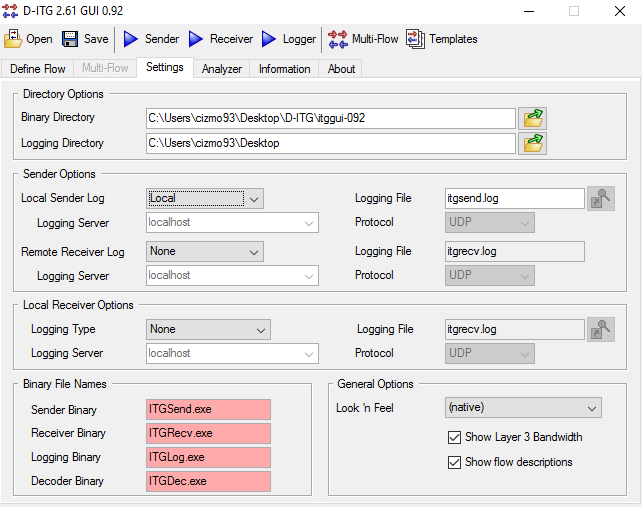 D-ITG 2.61 GUI 0.92
Open Save Sender Receiver Logger Multi-Flow Templates
Define Flow Multi-Flow Settings Analyzer Information About
Directory Options
Binary Directory C:\Users\cizmo93\Desktop\D-ITG\itggui-092
Logging Directory C:\Users\cizmo93\Desktop
Sender Options
Local Sender Log Local Logging File itgsend.log
Logging Server localhost Protocol UDP
Remote Receiver Log None Logging File itgrecv.log
Logging Server localhost Protocol UDP
Local Receiver Options
Logging Type None Logging File itgrecv.log
Logging Server localhost Protocol UDP
Binary File Names General Options
Sender Binary ITGSend.exe Look 'n Feel (native)
Receiver Binary ITGRecv.exe Show Layer 3 Bandwidth
Logging Binary ITGLog.exe Show flow descriptions
Decoder Binary ITGDec.exe